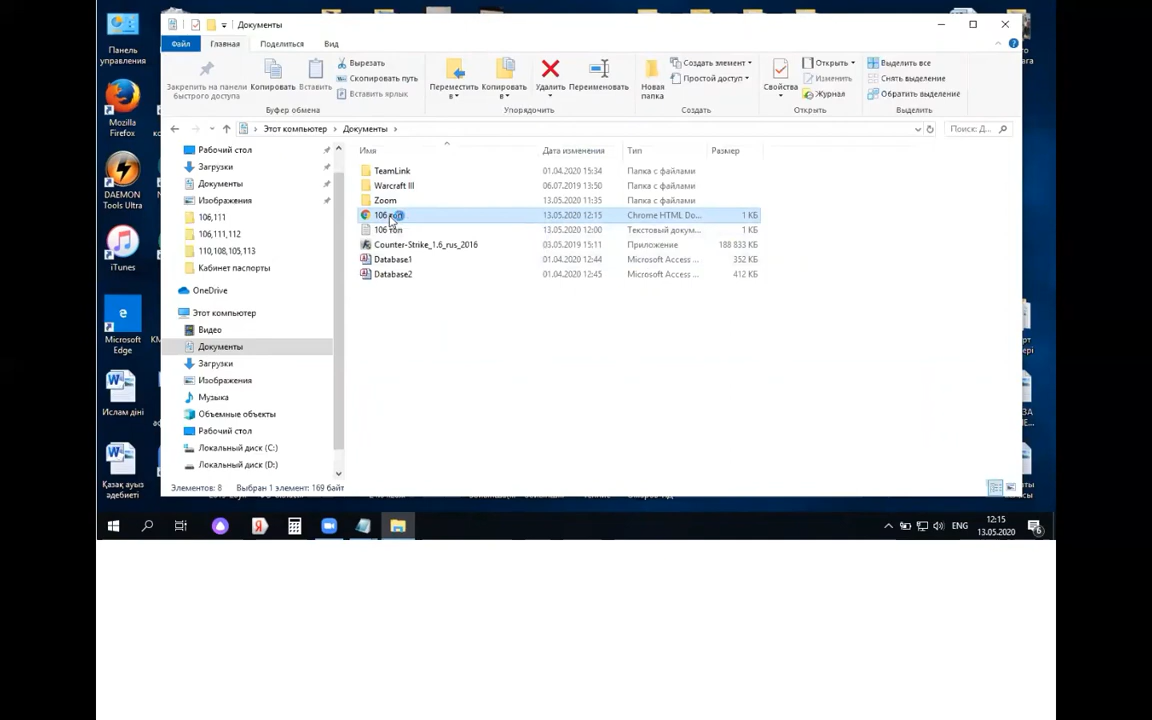 Документы
Файл
Главная
Поделиться
Вид
Закрепить на панели быстрого доступа
Копировать
Вставить
Вырезать
Скопировать путь
Вставить ярлык
Буфер обмена
Переместить в
Копировать в
Удалить
Переименовать
Упорядочить
Новая папка
Создать элемент
Простой доступ
Создать
Свойства
Открыть
Изменить
Журнал
Открыть
Выделить все
Снять выделение
Обратить выделение
Выделить
Этот компьютер
Документы
Поиск: Д...
Имя
Дата изменения
Тип
Размер
TeamLink 01.04.2020 15:34 Папка с файлами
Warcraft III 06.07.2019 13:50 Папка с файлами
Zoom 13.05.2020 11:35 Папка с файлами
106 13.05.2020 12:15 Chrome HTML Do... 1 КБ
106 топ 13.05.2020 12:00 Текстовый докум... 1 КБ
Counter-Strike_1.6_rus_2016 03.05.2019 15:11 Приложение 188 833 КБ
Database1 01.04.2020 12:44 Microsoft Access ... 352 КБ
Database2 01.04.2020 12:45 Microsoft Access ... 412 КБ
Рабочий стол
Загрузки
Документы
Изображения
106,111
106,111,112
110,108,105,113
Кабинет паспорты
OneDrive
Этот компьютер
Видео
Документы
Загрузки
Изображения
Музыка
Объемные объекты
Рабочий стол
Локальный диск (C:)
Локальный диск (D:)
Элементов: 8
Выбран 1 элемент: 169 байт
Панель управления
Mozilla Firefox
DAEMON Tools Ultra
iTunes
Microsoft Edge
Ислам діні
Қазақ ауыз әдебиеті
ENG
12:15
13.05.2020
6